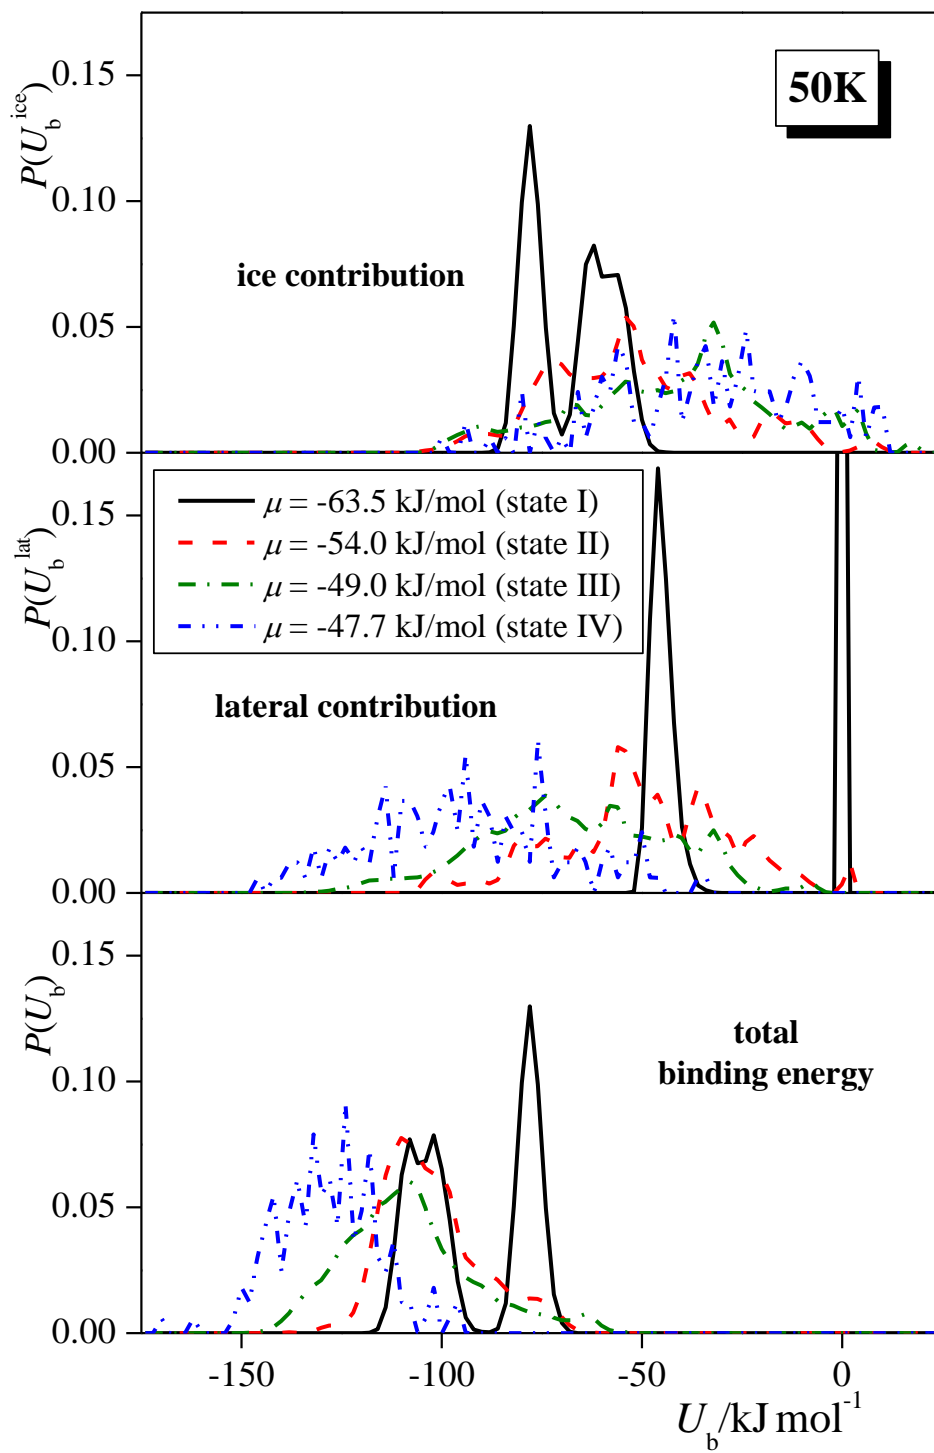 50K
P(U_b^ice)
0.15
0.10
0.05
0.00
ice contribution
P(U_b^lat.)
0.15
0.10
0.05
0.00
μ = -63.5 kJ/mol (state I)
μ = -54.0 kJ/mol (state II)
μ = -49.0 kJ/mol (state III)
μ = -47.7 kJ/mol (state IV)
lateral contribution
P(U_b)
0.15
0.10
0.05
0.00
total
binding energy
-150 -100 -50 0
U_b/kJ mol^-1